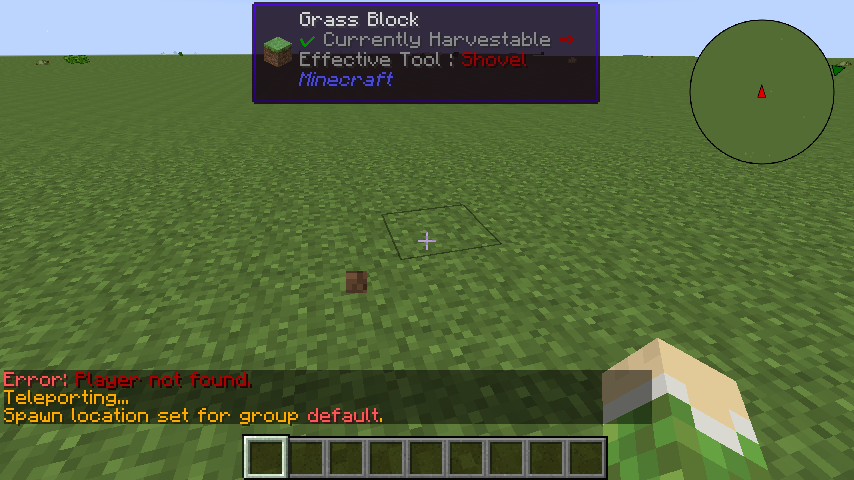 Grass Block
✓ Currently Harvestable
Effective Tool : Shovel
Minecraft
Error: Player not found.
Teleporting...
Spawn location set for group default.